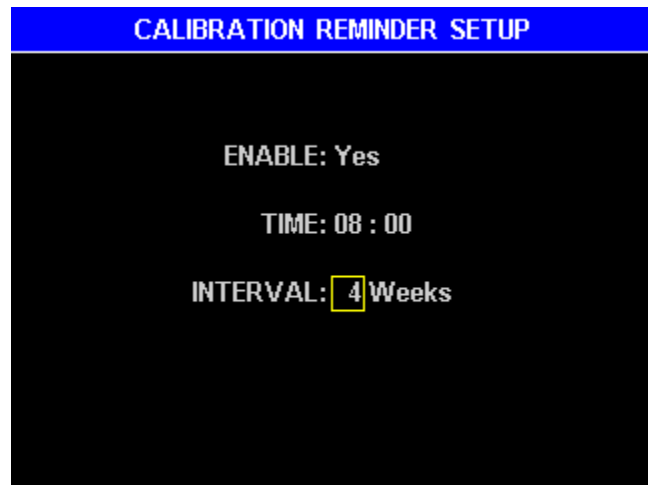 CALIBRATION REMINDER SETUP
ENABLE: Yes
TIME: 08 : 00
INTERVAL: 4 Weeks